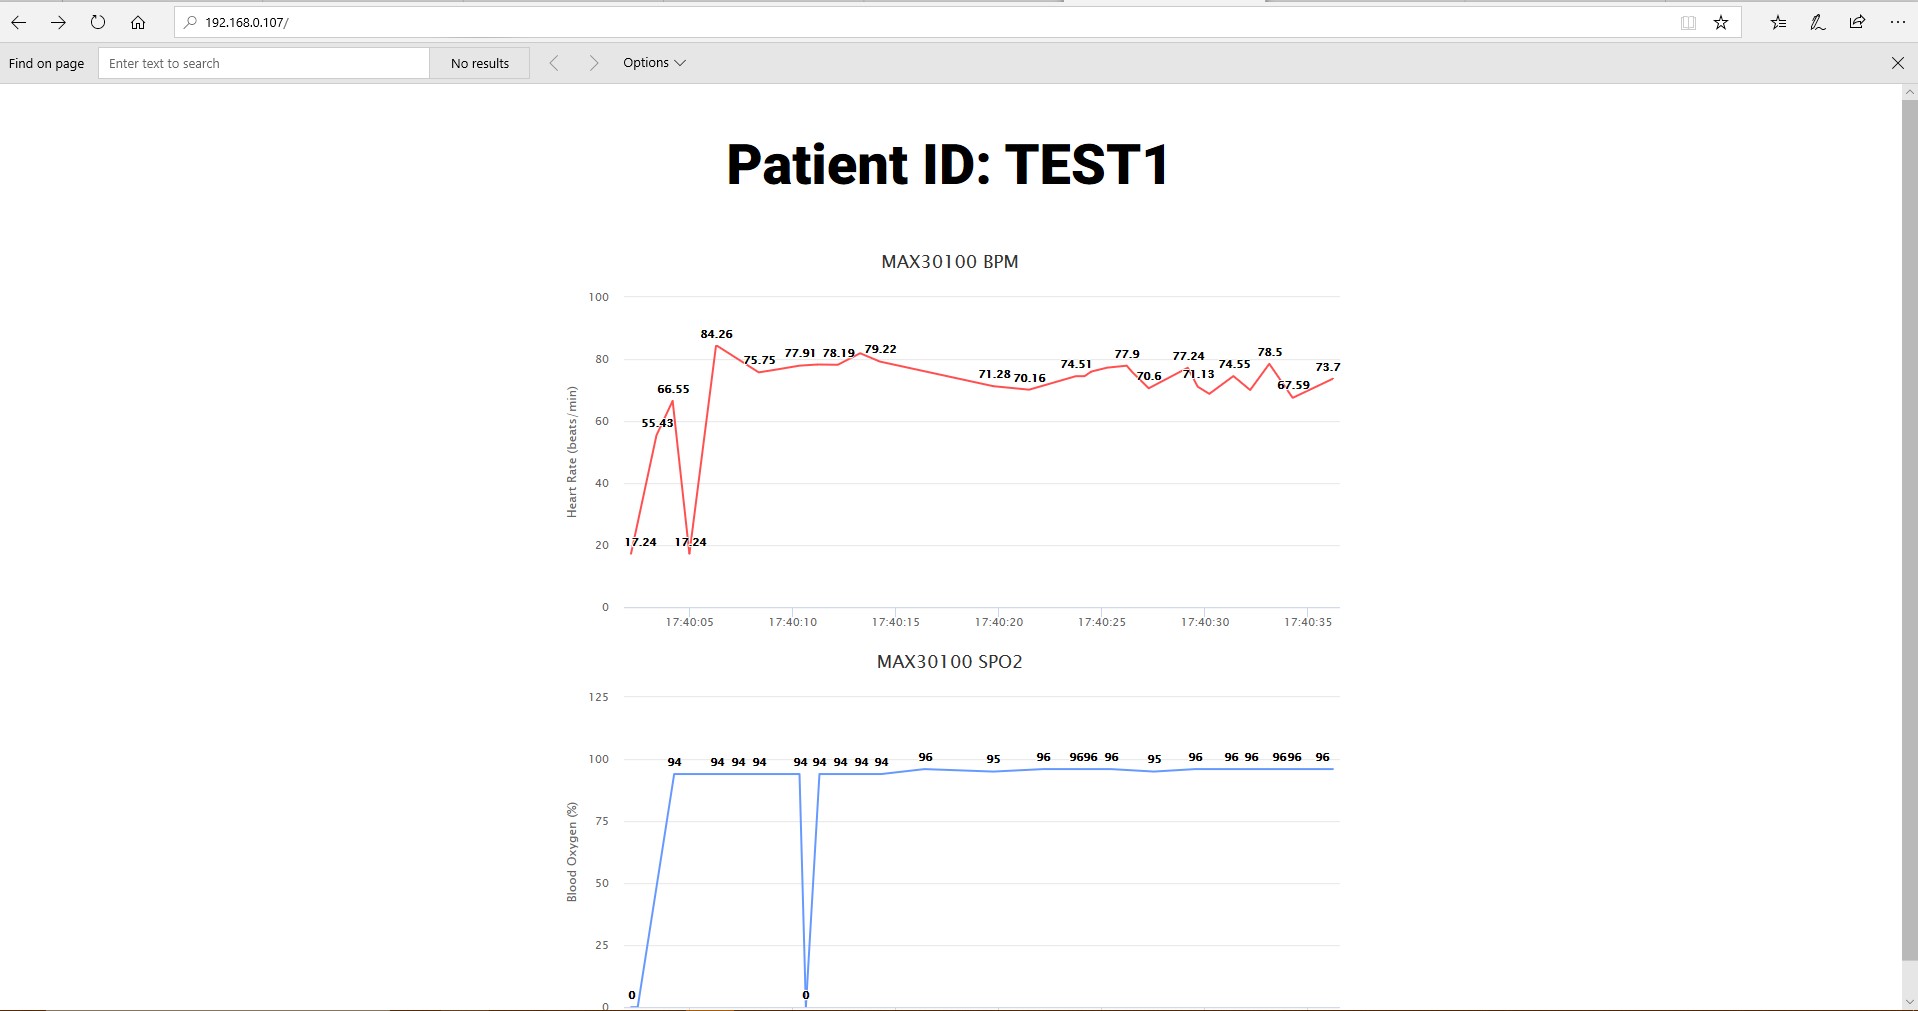 192.168.0.107/
Find on page Enter text to search No results Options
Patient ID: TEST1
MAX30100 BPM
100
80
60
40
20
0
Heart Rate (beats/min)
17.24 55.43 66.55 17.24 84.26 75.75 77.91 78.19 79.22 71.28 70.16 74.51 77.9 70.6 77.24 71.13 74.55 78.5 67.59 73.7
17:40:05 17:40:10 17:40:15 17:40:20 17:40:25 17:40:30 17:40:35
MAX30100 SPO2
125
100
75
50
25
0
Blood Oxygen (%)
0 94 94 94 94 94 0 94 94 94 94 96 95 96 96 96 96 95 96 96 96 96 96 96